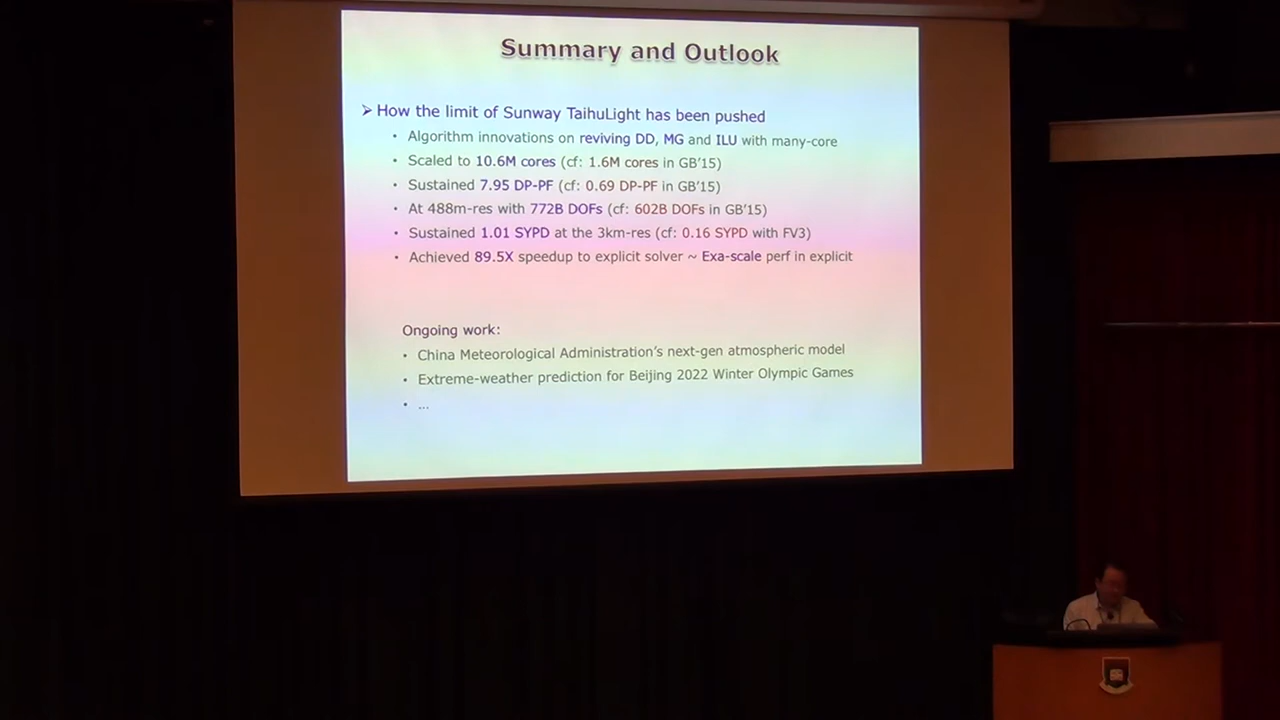 Summary and Outlook
➢ How the limit of Sunway TaihuLight has been pushed
• Algorithm innovations on reviving DD, MG and ILU with many-core
• Scaled to 10.6M cores (cf: 1.6M cores in GB'15)
• Sustained 7.95 DP-PF (cf: 0.69 DP-PF in GB'15)
• At 488m-res with 772B DOFs (cf: 602B DOFs in GB'15)
• Sustained 1.01 SYPD at the 3km-res (cf: 0.16 SYPD with FV3)
• Achieved 89.5X speedup to explicit solver ~ Exa-scale perf in explicit
Ongoing work:
• China Meteorological Administration's next-gen atmospheric model
• Extreme-weather prediction for Beijing 2022 Winter Olympic Games
• ...